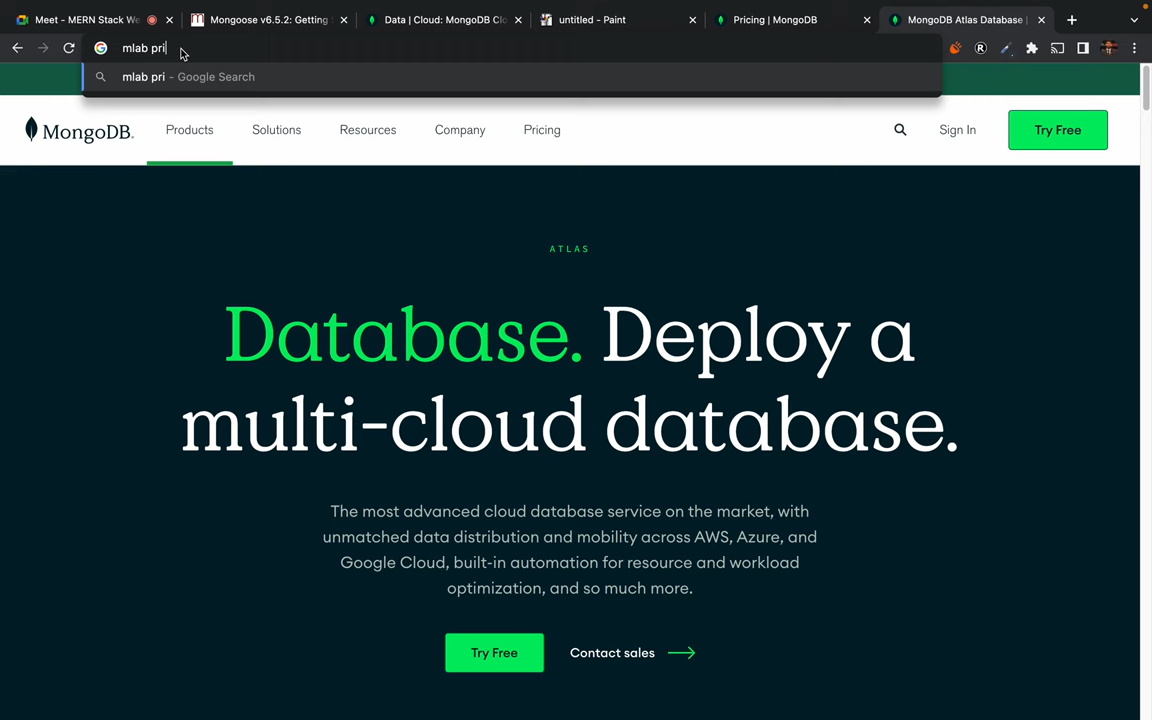 Meet - MERN Stack We
Mongoose v6.5.2: Getting
Data | Cloud: MongoDB Clo
untitled - Paint
Pricing | MongoDB
MongoDB Atlas Database |
mlab pri
mlab pri - Google Search
MongoDB.
Products
Solutions
Resources
Company
Pricing
Sign In
Try Free
ATLAS
Database. Deploy a
multi-cloud database.
The most advanced cloud database service on the market, with
unmatched data distribution and mobility across AWS, Azure, and
Google Cloud, built-in automation for resource and workload
optimization, and so much more.
Try Free
Contact sales